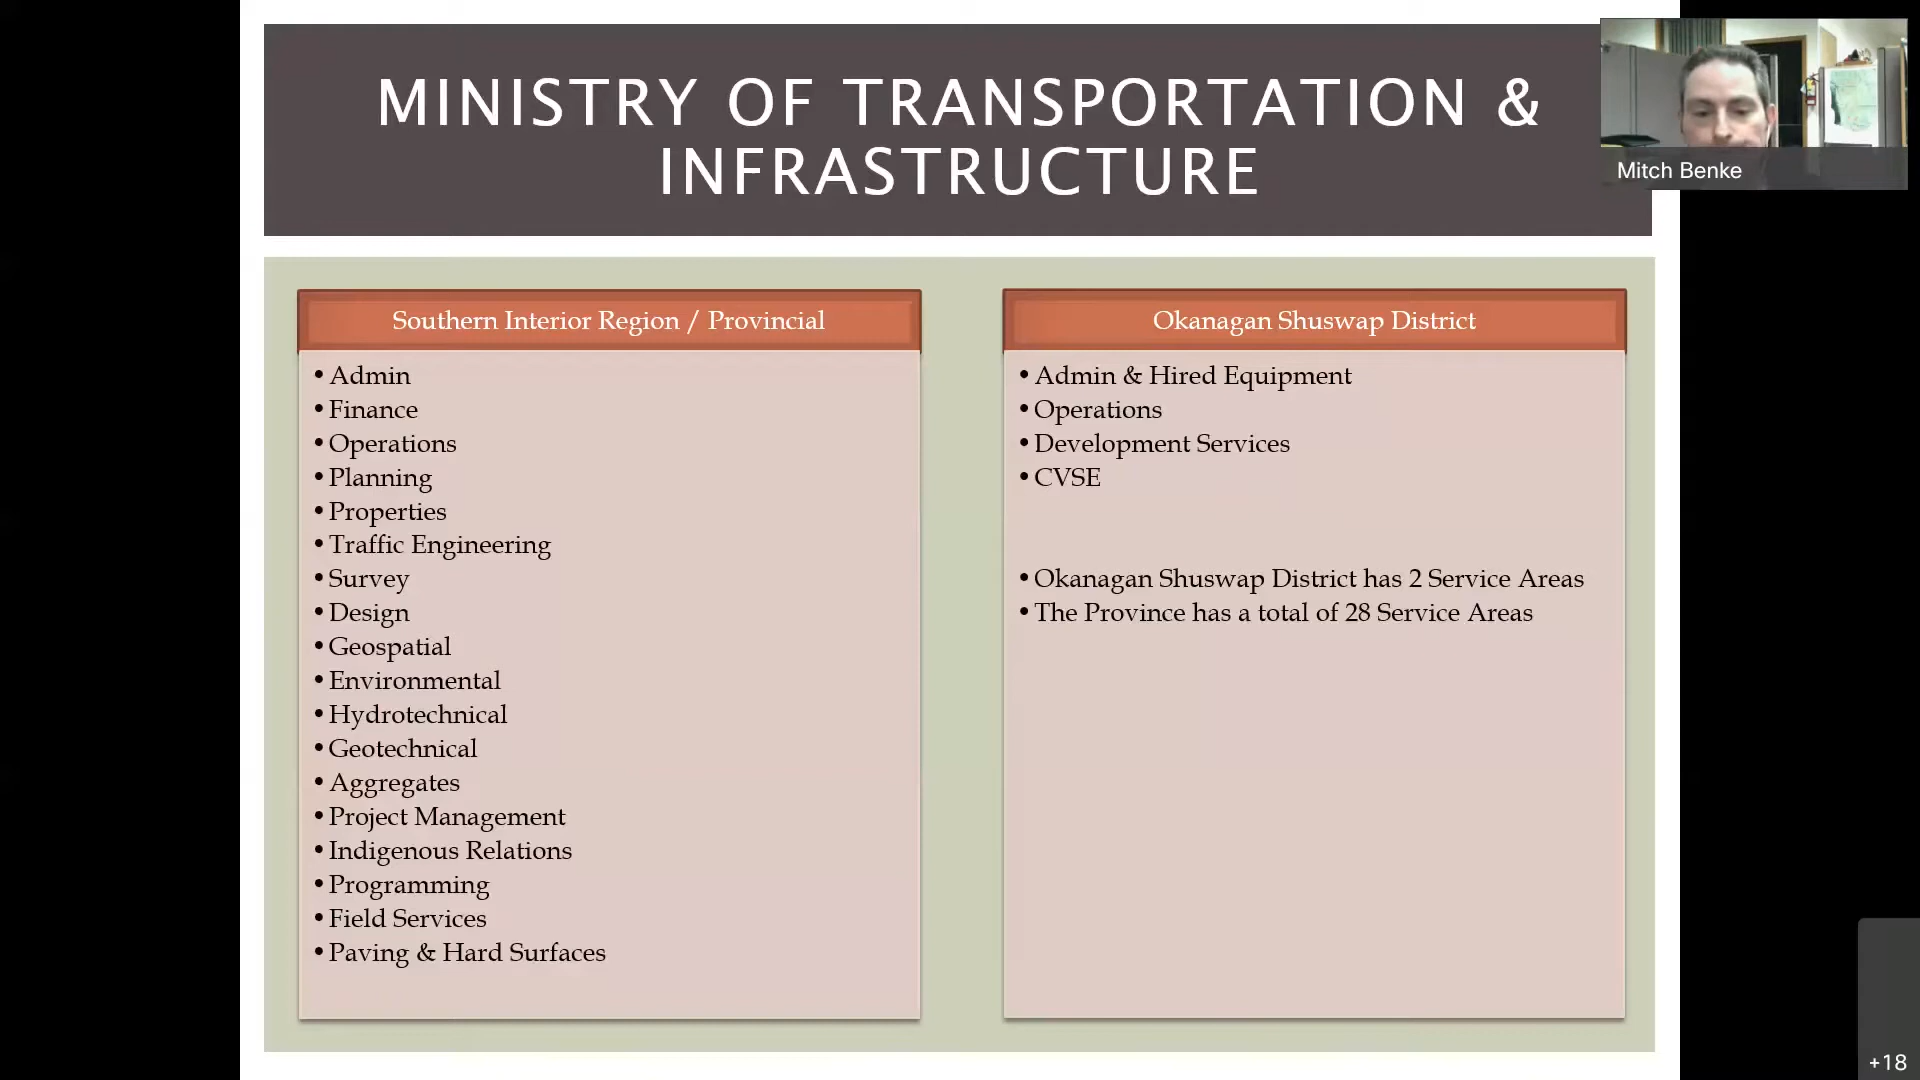 MINISTRY OF TRANSPORTATION &
INFRASTRUCTURE
Mitch Benke
Southern Interior Region / Provincial
• Admin
• Finance
• Operations
• Planning
• Properties
• Traffic Engineering
• Survey
• Design
• Geospatial
• Environmental
• Hydrotechnical
• Geotechnical
• Aggregates
• Project Management
• Indigenous Relations
• Programming
• Field Services
• Paving & Hard Surfaces
Okanagan Shuswap District
• Admin & Hired Equipment
• Operations
• Development Services
• CVSE
• Okanagan Shuswap District has 2 Service Areas
• The Province has a total of 28 Service Areas
+18